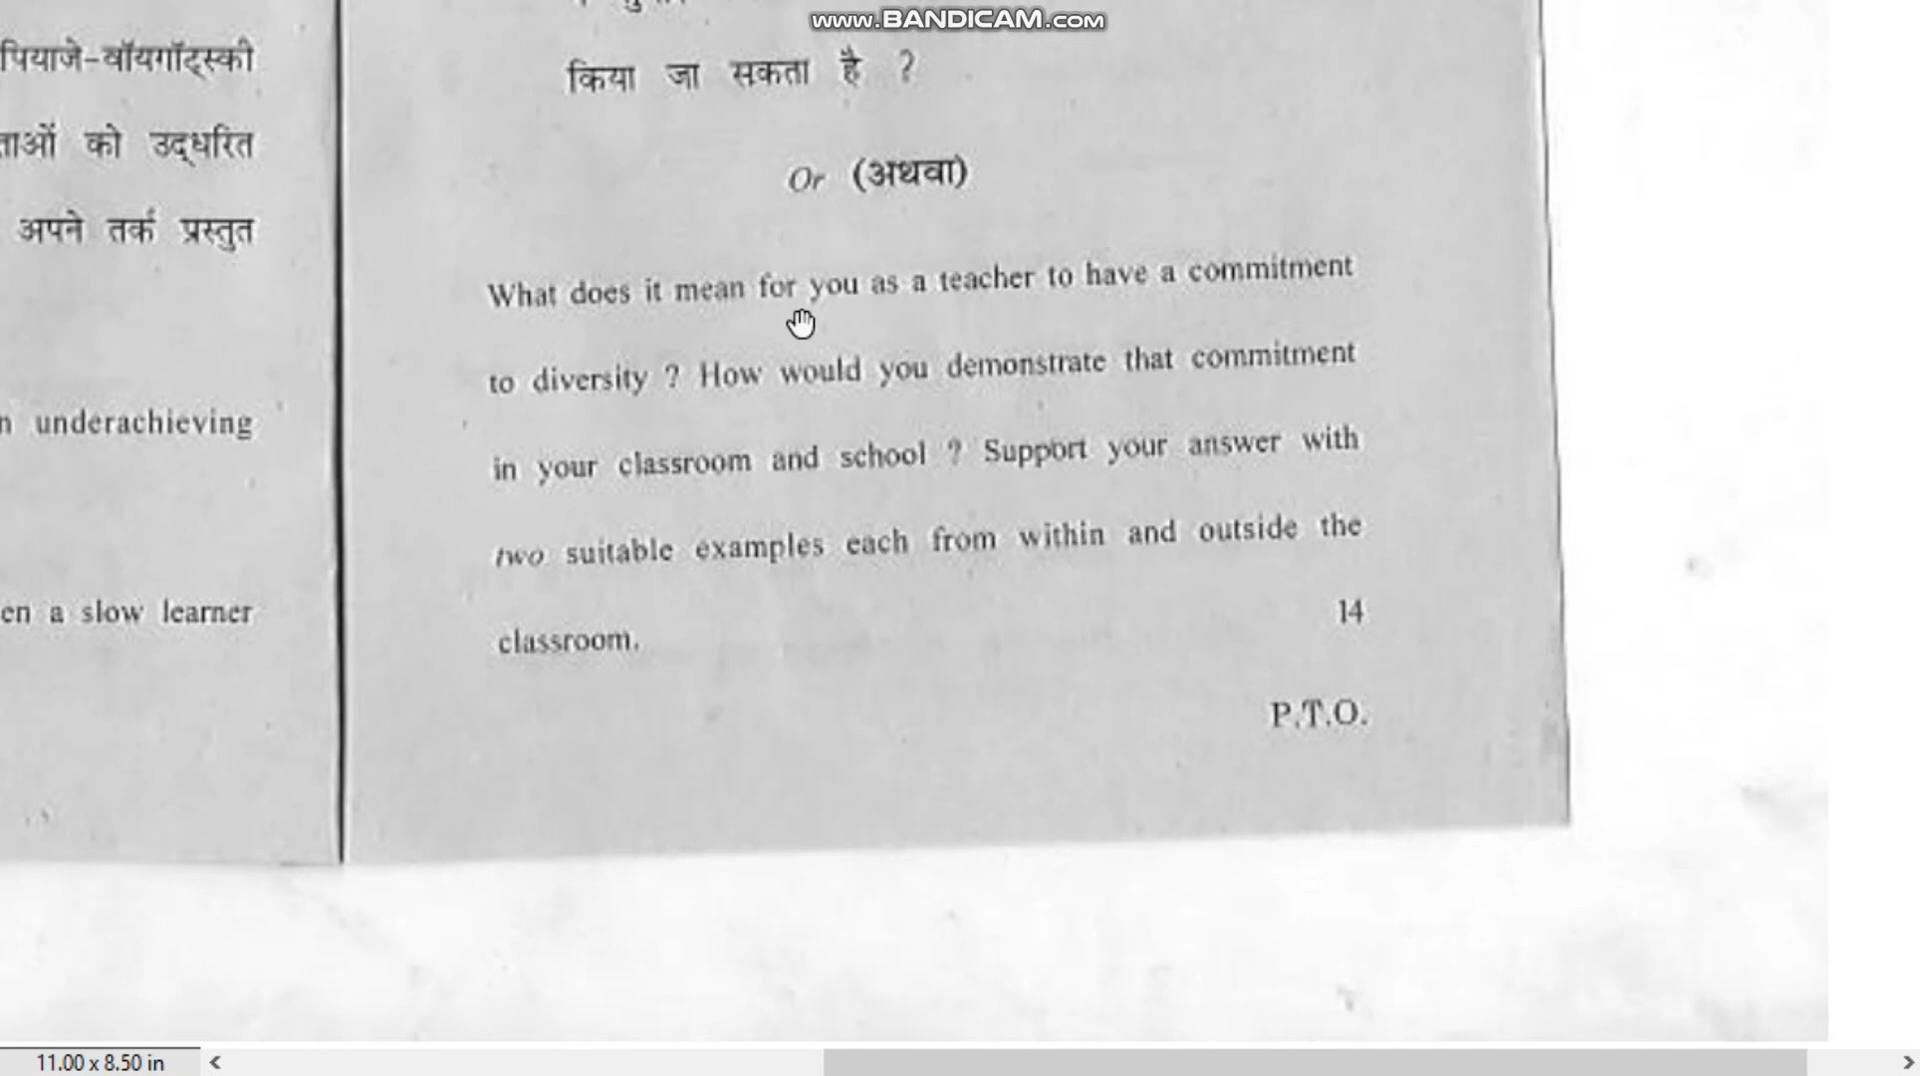 www.BANDICAM.com
पियाजे-वॉयगॉट्स्की
ताओं को उद्धरित
अपने तर्क प्रस्तुत
underachieving
a slow learner
किया जा सकता है ?
Or (अथवा)
What does it mean for you as a teacher to have a commitment
to diversity ? How would you demonstrate that commitment
in your classroom and school ? Support your answer with
two suitable examples each from within and outside the
classroom. 14
P.T.O.
11.00 x 8.50 in